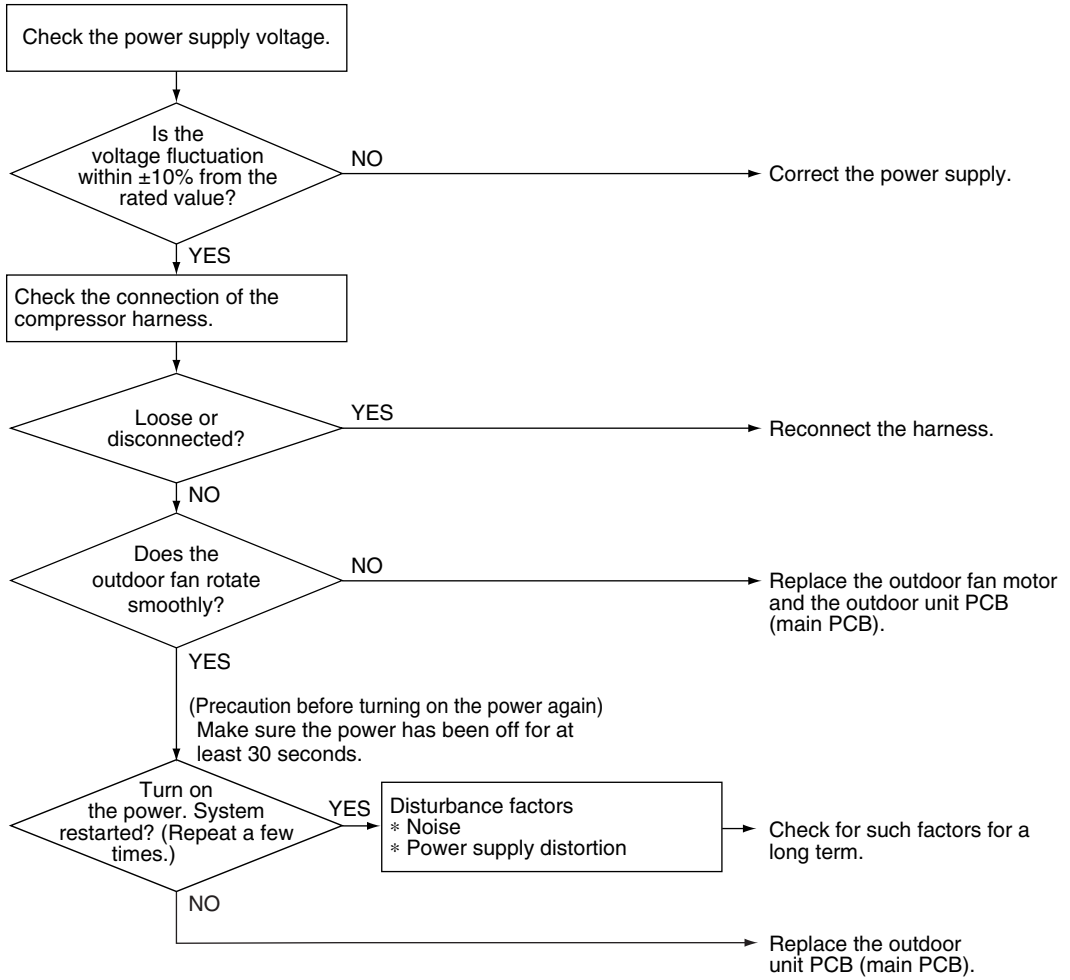 Check the power supply voltage.
Is the
voltage fluctuation
within ±10% from the
rated value?
NO
Correct the power supply.
YES
Check the connection of the
compressor harness.
Loose or
disconnected?
YES
Reconnect the harness.
NO
Does the
outdoor fan rotate
smoothly?
NO
Replace the outdoor fan motor
and the outdoor unit PCB
(main PCB).
YES
(Precaution before turning on the power again)
Make sure the power has been off for at
least 30 seconds.
Turn on
the power. System
restarted? (Repeat a few
times.)
YES
Disturbance factors
* Noise
* Power supply distortion
Check for such factors for a
long term.
NO
Replace the outdoor
unit PCB (main PCB).